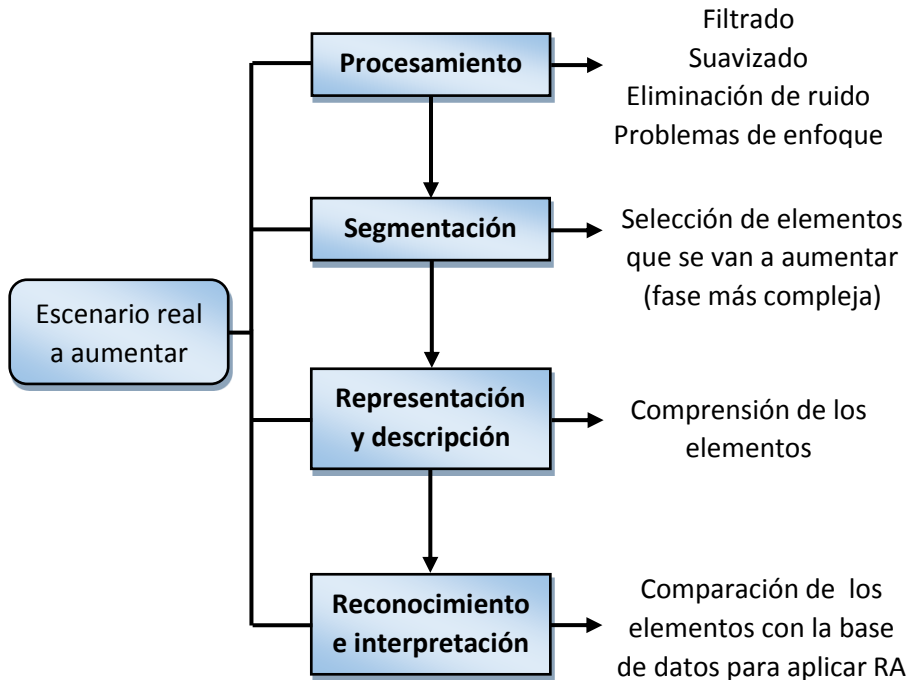 Escenario real
a aumentar
Procesamiento
Filtrado
Suavizado
Eliminación de ruido
Problemas de enfoque
Segmentación
Selección de elementos
que se van a aumentar
(fase más compleja)
Representación
y descripción
Comprensión de los
elementos
Reconocimiento
e interpretación
Comparación de los
elementos con la base
de datos para aplicar RA